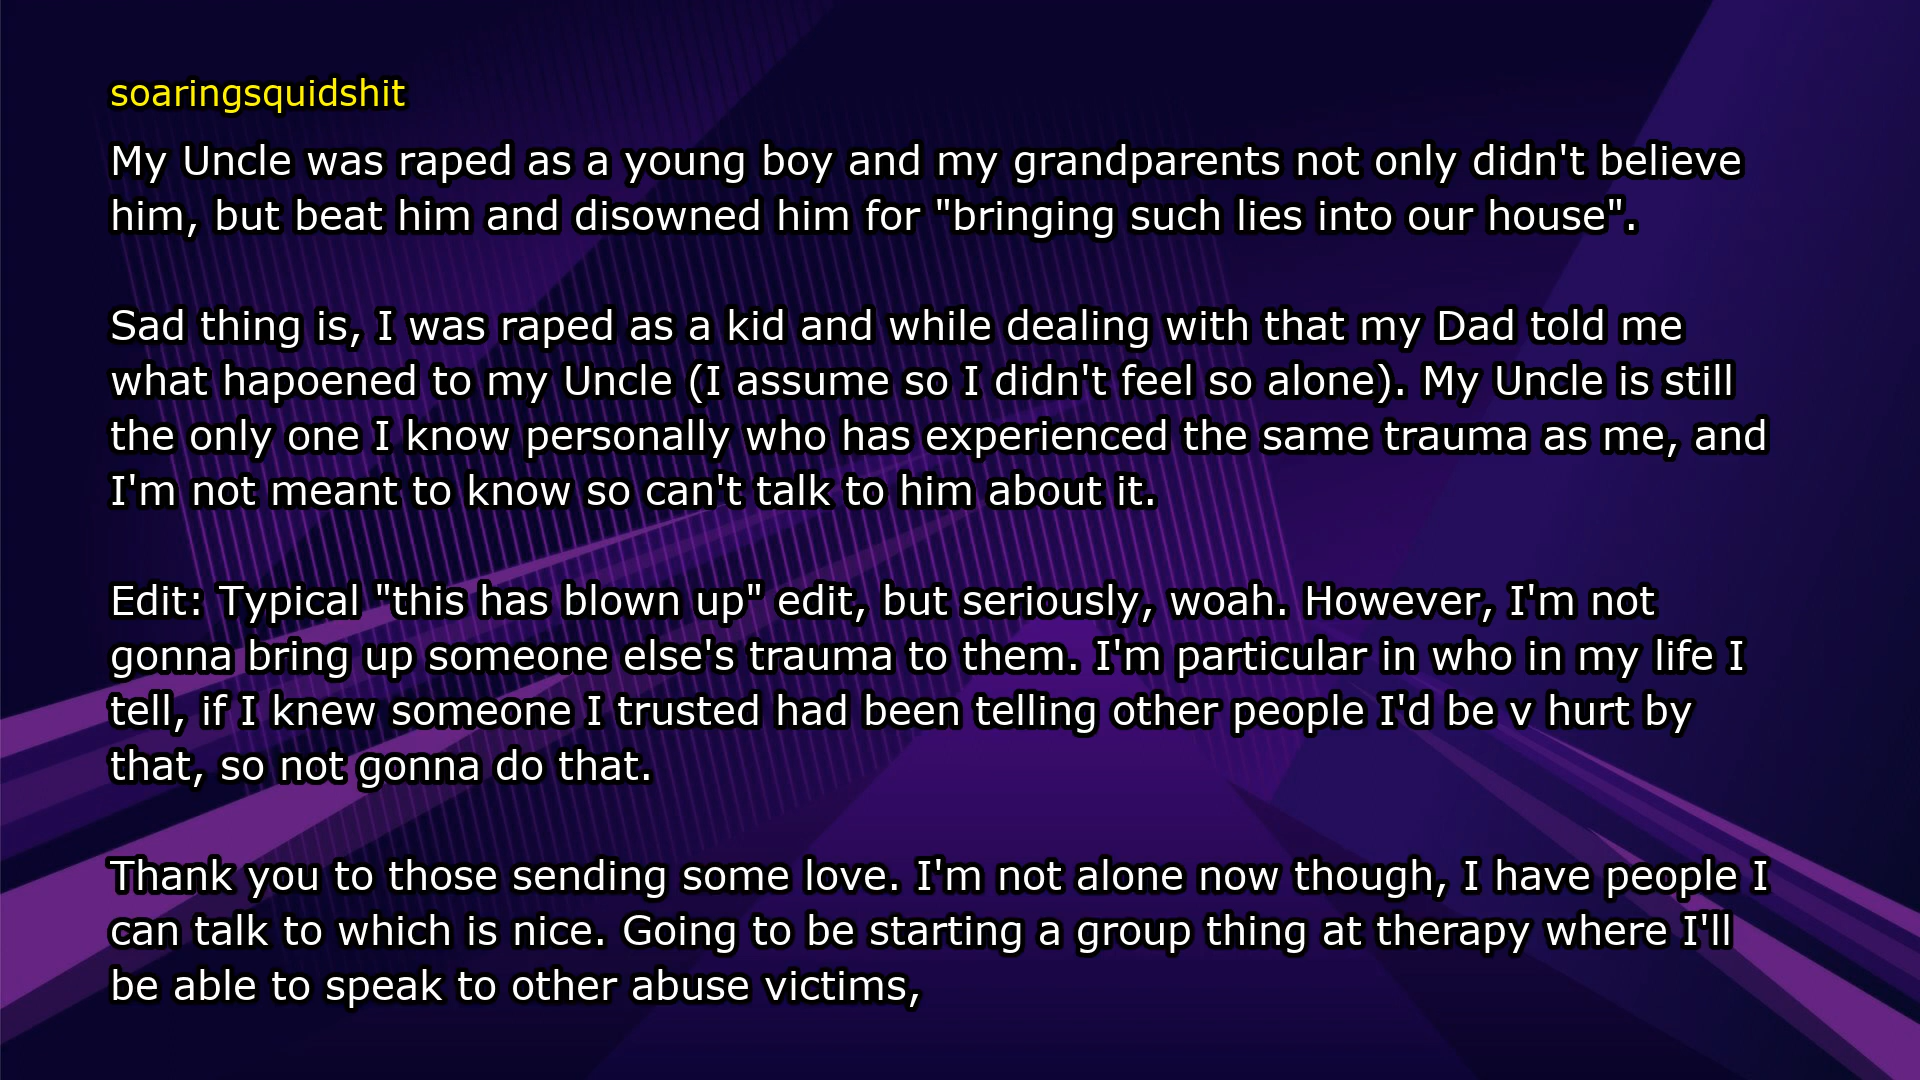 soaringsquidshit
My Uncle was raped as a young boy and my grandparents not only didn't believe
him, but beat him and disowned him for "bringing such lies into our house".
Sad thing is, I was raped as a kid and while dealing with that my Dad told me
what hapoened to my Uncle (I assume so I didn't feel so alone). My Uncle is still
the only one I know personally who has experienced the same trauma as me, and
I'm not meant to know so can't talk to him about it.
Edit: Typical "this has blown up" edit, but seriously, woah. However, I'm not
gonna bring up someone else's trauma to them. I'm particular in who in my life I
tell, if I knew someone I trusted had been telling other people I'd be v hurt by
that, so not gonna do that.
Thank you to those sending some love. I'm not alone now though, I have people I
can talk to which is nice. Going to be starting a group thing at therapy where I'll
be able to speak to other abuse victims,